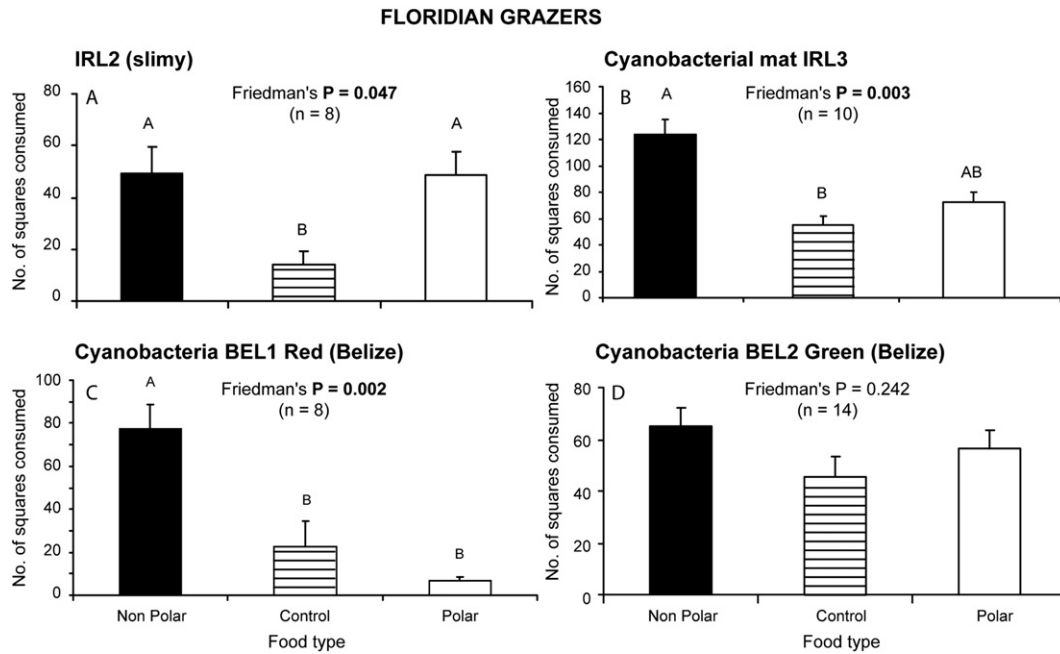 FLORIDIAN GRAZERS
IRL2 (slimy)
A
Friedman's P = 0.047
(n = 8)
No. of squares consumed
80
60
40
20
0
A
B
A
Cyanobacterial mat IRL3
B
Friedman's P = 0.003
(n = 10)
No. of squares consumed
160
140
120
100
80
60
40
20
0
A
B
AB
Cyanobacteria BEL1 Red (Belize)
C
Friedman's P = 0.002
(n = 8)
No. of squares consumed
100
80
60
40
20
0
A
B
B
Non Polar
Control
Polar
Food type
Cyanobacteria BEL2 Green (Belize)
D
Friedman's P = 0.242
(n = 14)
No. of squares consumed
80
60
40
20
0
Non Polar
Control
Polar
Food type